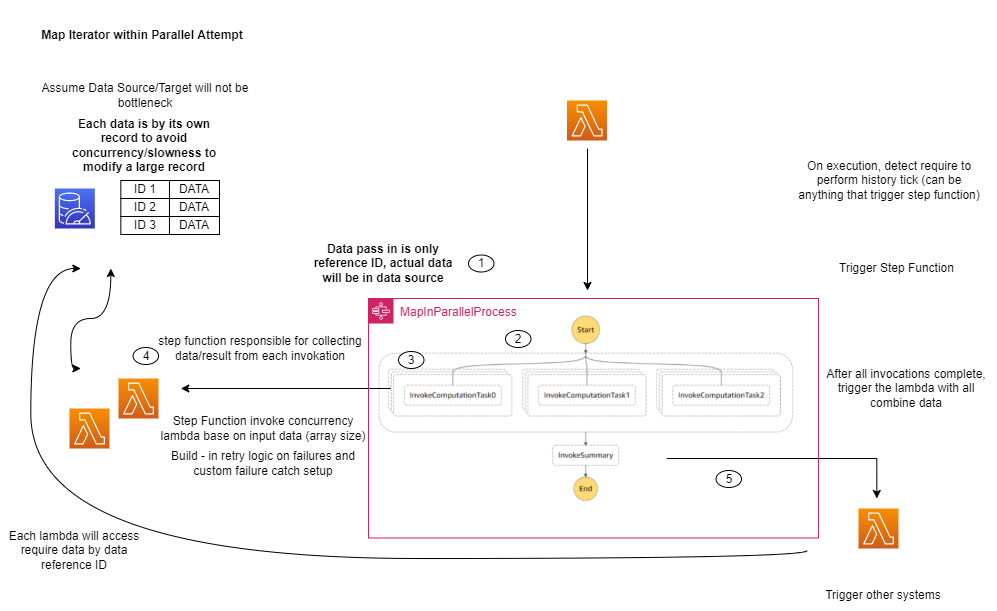 Map Iterator within Parallel Attempt
Assume Data Source/Target will not be
bottleneck
Each data is by its own
record to avoid
concurrency/slowness to
modify a large record
ID 1 DATA
ID 2 DATA
ID 3 DATA
On execution, detect require to
perform history tick (can be
anything that trigger step function)
Data pass in is only
reference ID, actual data
will be in data source
1
Trigger Step Function
MapInParallelProcess
Start
2
step function responsible for collecting
data/result from each invokation
4
3
InvokeComputationTask0
InvokeComputationTask1
InvokeComputationTask2
After all invocations complete,
trigger the lambda with all
combine data
Step Function invoke concurrency
lambda base on input data (array size)
Build - in retry logic on failures and
custom failure catch setup
InvokeSummary
End
5
Each lambda will access
require data by data
reference ID
Trigger other systems